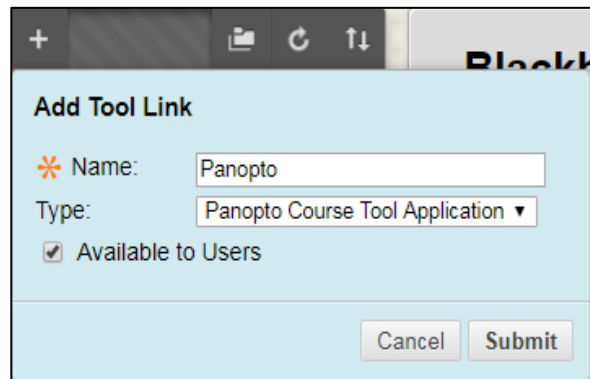 Add Tool Link
Name: Panopto
Type: Panopto Course Tool Application
Available to Users
Cancel Submit